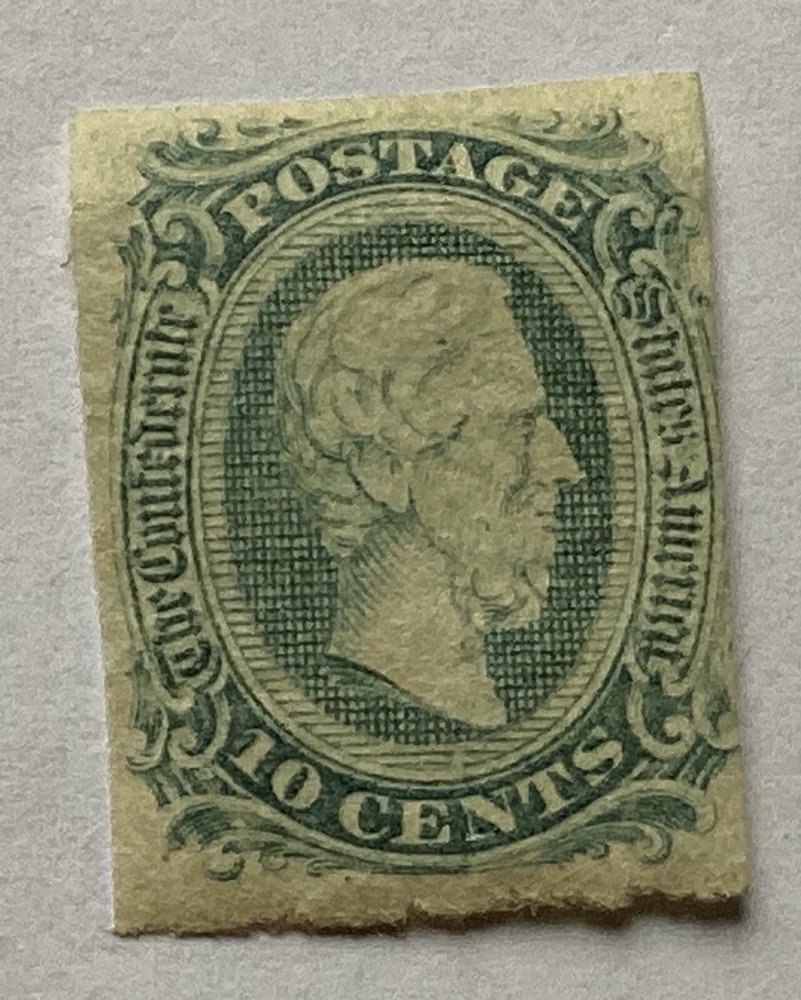 POSTAGE
The Confederate
States America
10 CENTS